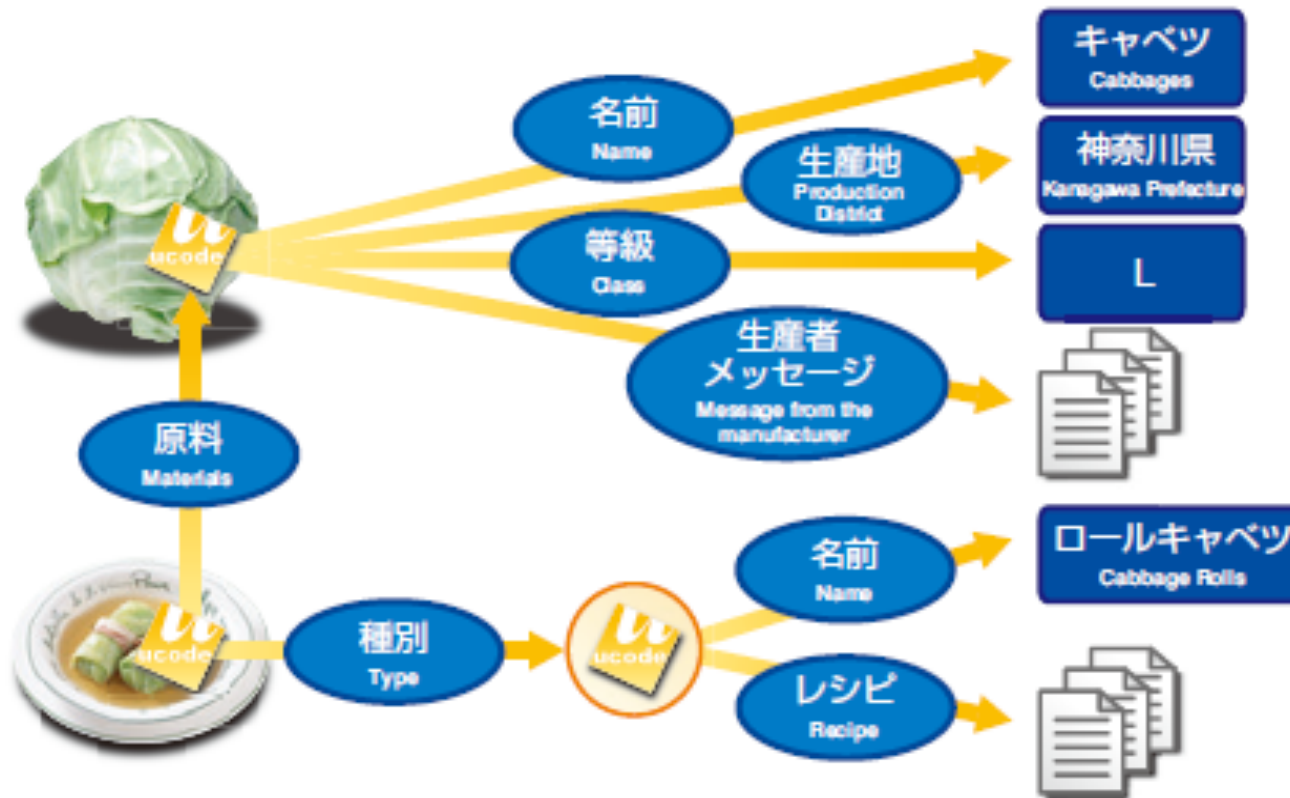 キャベツ
Cabbages
名前
Name
生産地
Production
District
神奈川県
Kanagawa Prefecture
ucode
等級
Class
L
生産者
メッセージ
Message from the
manufacturer
原料
Materials
名前
Name
ロールキャベツ
Cabbage Rolls
ucode
種別
Type
ucode
レシピ
Recipe